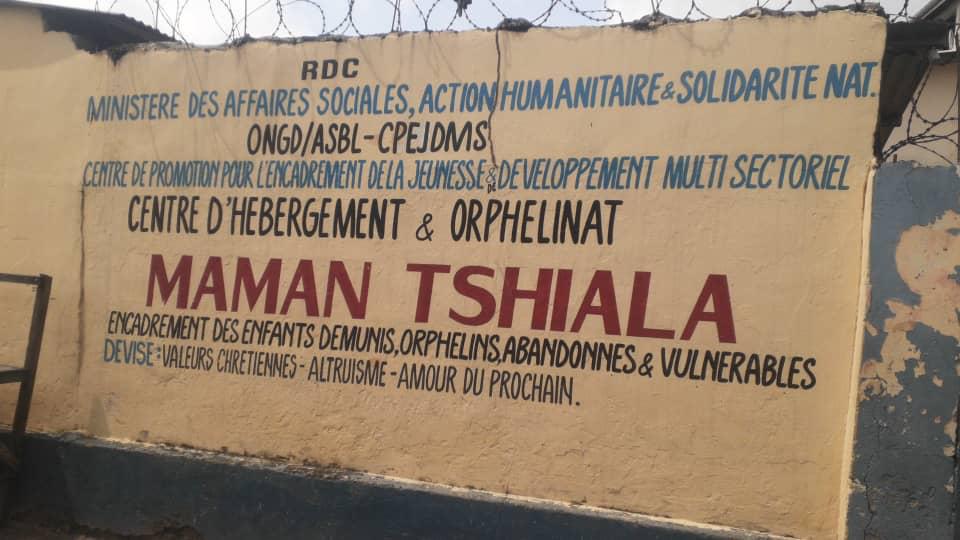 RDC
MINISTERE DES AFFAIRES SOCIALES, ACTION HUMANITAIRE & SOLIDARITE NAT.
ONGD/ASBL-CPEJDMS
CENTRE DE PROMOTION POUR L'ENCADREMENT DE LA JEUNESSE & DE DEVELOPPEMENT MULTI SECTORIEL
CENTRE D'HEBERGEMENT & ORPHELINAT
MAMAN TSHIALA
ENCADREMENT DES ENFANTS DEMUNIS, ORPHELINS, ABANDONNES & VULNERABLES
DEVISE: VALEURS CHRETIENNES - ALTRUISME - AMOUR DU PROCHAIN.